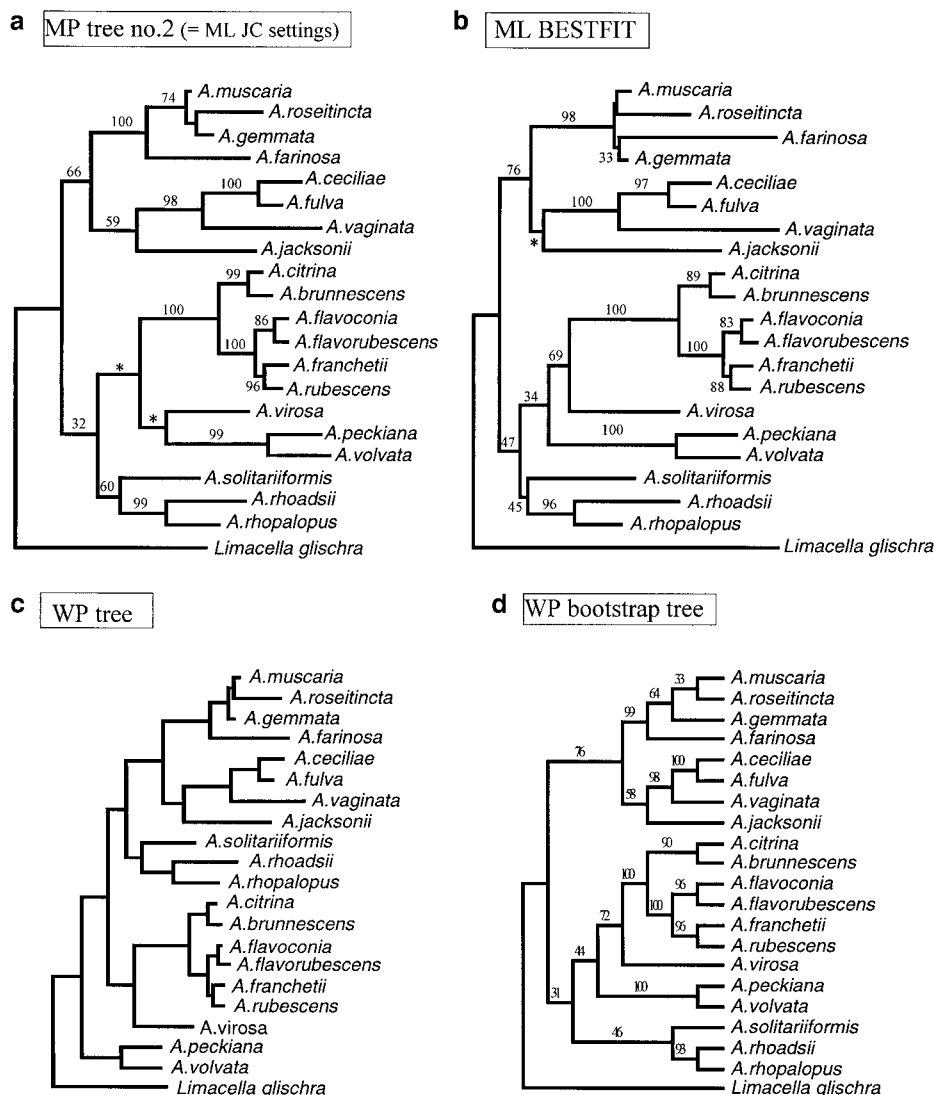 a MP tree no.2 (= ML JC settings)
A.muscaria
74
A.roseitincta
100
A.gemmata
A.farinosa
66
A.ceciliae
100
98
A.fulva
59
A.vaginata
A.jacksonii
A.citrina
99
A.brunnescens
100
86
A.flavoconia
A.flavorubescens
100
A.franchetii
*
96
A.rubescens
*
A.virosa
32
99
A.peckiana
A.volvata
60
A.solitariiformis
99
A.rhoadsii
A.rhopalopus
Limacella glischra
b ML BESTFIT
A.muscaria
98
A.roseitincta
A.farinosa
33
A.gemmata
76
A.ceciliae
97
100
A.fulva
A.vaginata
*
A.jacksonii
A.citrina
89
A.brunnescens
100
83
A.flavoconia
A.flavorubescens
100
69
A.franchetii
88
A.rubescens
34
A.virosa
47
100
A.peckiana
A.volvata
A.solitariiformis
45
96
A.rhoadsii
A.rhopalopus
Limacella glischra
c WP tree
A.muscaria
A.roseitincta
A.gemmata
A.farinosa
A.ceciliae
A.fulva
A.vaginata
A.jacksonii
A.solitariiformis
A.rhoadsii
A.rhopalopus
A.citrina
A.brunnescens
A.flavoconia
A.flavorubescens
A.franchetii
A.rubescens
A.virosa
A.peckiana
A.volvata
Limacella glischra
d WP bootstrap tree
33
A.muscaria
64
A.roseitincta
99
A.gemmata
A.farinosa
76
100
A.ceciliae
98
A.fulva
58
A.vaginata
A.jacksonii
90
A.citrina
A.brunnescens
100
96
A.flavoconia
100
A.flavorubescens
72
96
A.franchetii
A.rubescens
44
A.virosa
31
100
A.peckiana
A.volvata
46
A.solitariiformis
93
A.rhoadsii
A.rhopalopus
Limacella glischra